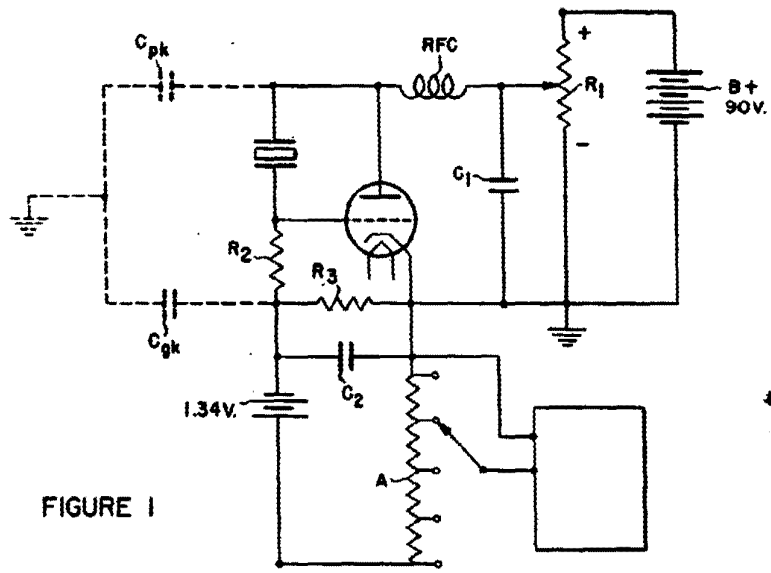 Cpk
RFC
+
R1
B+
90V.
-
C1
R2
R3
Cgk
C2
1.34V.
A
FIGURE 1